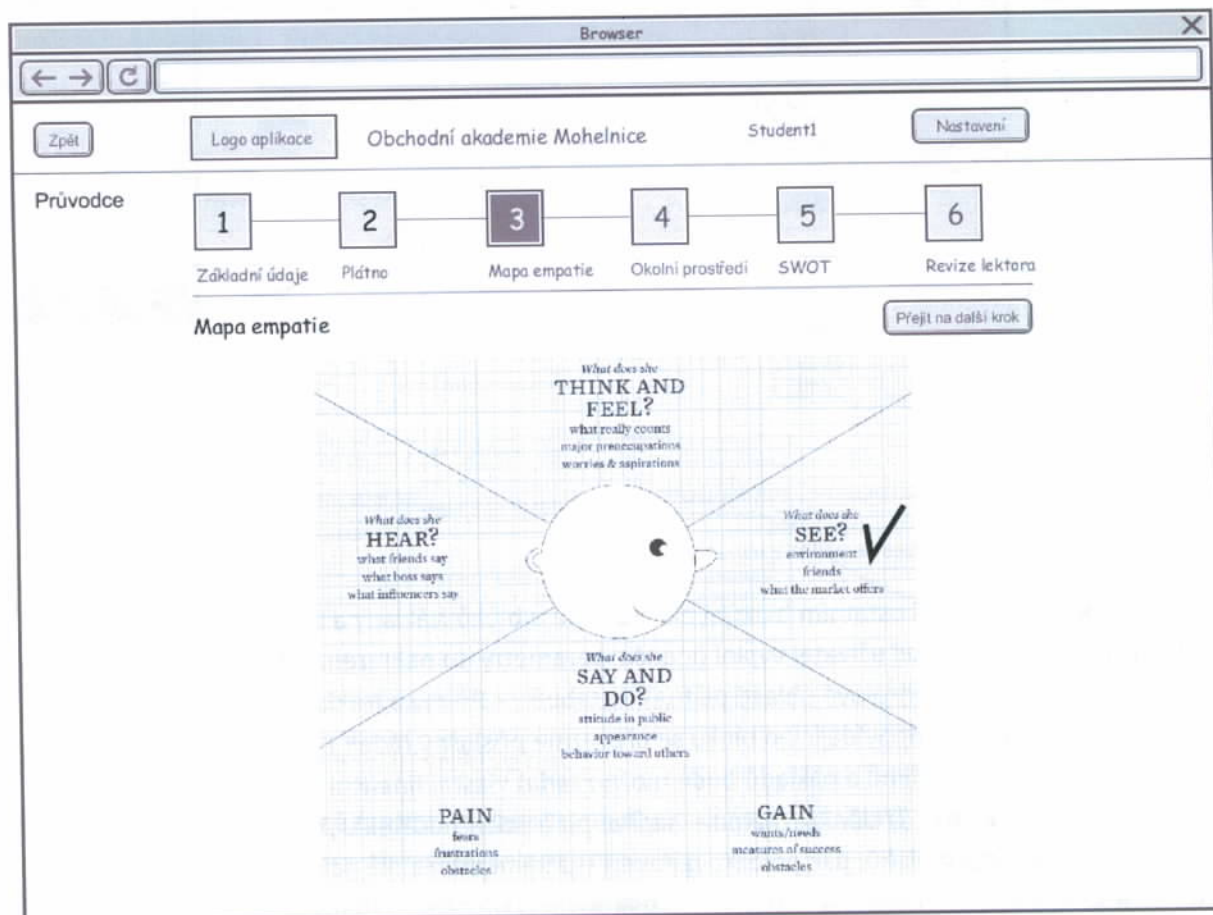 Browser
Zpět
Logo aplikace
Obchodní akademie Mohelnice
Student1
Nastavení
Průvodce
1
2
3
4
5
6
Základní údaje
Plátno
Mapa empatie
Okolní prostředí
SWOT
Revize lektora
Mapa empatie
Přejít na další krok
What does she
THINK AND
FEEL?
what really counts
major preoccupations
worries & aspirations
What does she
HEAR?
what friends say
what boss says
what influencers say
What does she
SEE?
environment
friends
what the market offers
What does she
SAY AND
DO?
attitude in public
appearance
behavior toward others
PAIN
fears
frustrations
obstacles
GAIN
wants/needs
measures of success
obstacles